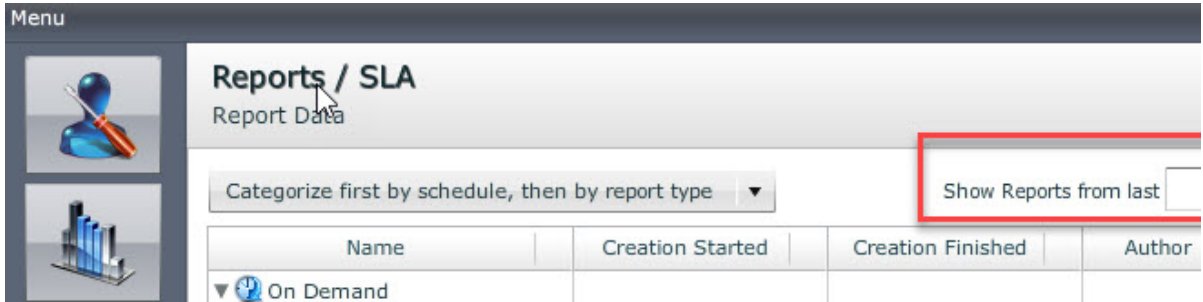 Menu
Reports / SLA
Report Data
Categorize first by schedule, then by report type
Show Reports from last
Name Creation Started Creation Finished Author
On Demand